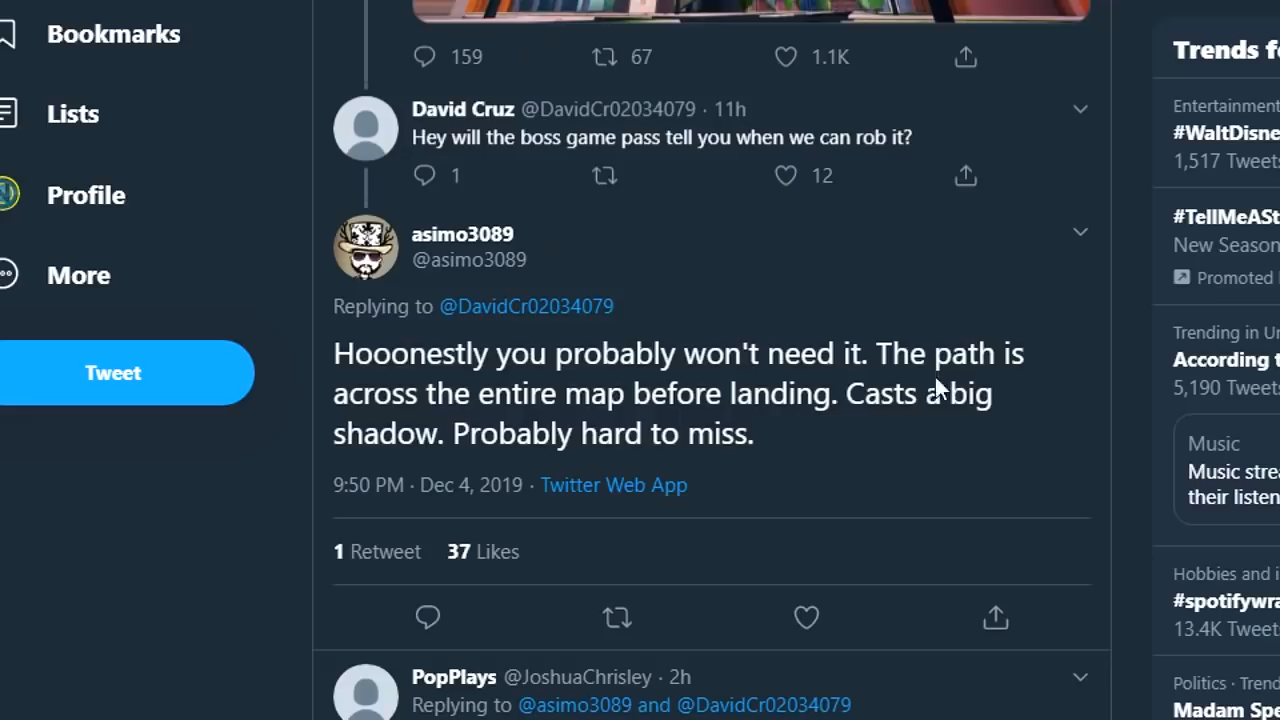 Bookmarks
Lists
Profile
More
Tweet
159 67 1.1K
David Cruz @DavidCr02034079 · 11h
Hey will the boss game pass tell you when we can rob it?
1 12
asimo3089
@asimo3089
Replying to @DavidCr02034079
Hooonestly you probably won't need it. The path is
across the entire map before landing. Casts a big
shadow. Probably hard to miss.
9:50 PM · Dec 4, 2019 · Twitter Web App
1 Retweet 37 Likes
PopPlays @JoshuaChrisley · 2h
Replying to @asimo3089 and @DavidCr02034079
Trends fo
Entertainment
#WaltDisne
1,517 Tweets
#TellMeASt
New Season
Promoted
Trending in Un
According t
5,190 Tweets
Music
Music strea
their listen
Hobbies and i
#spotifywra
13.4K Tweets
Politics · Trend
Madam Spe